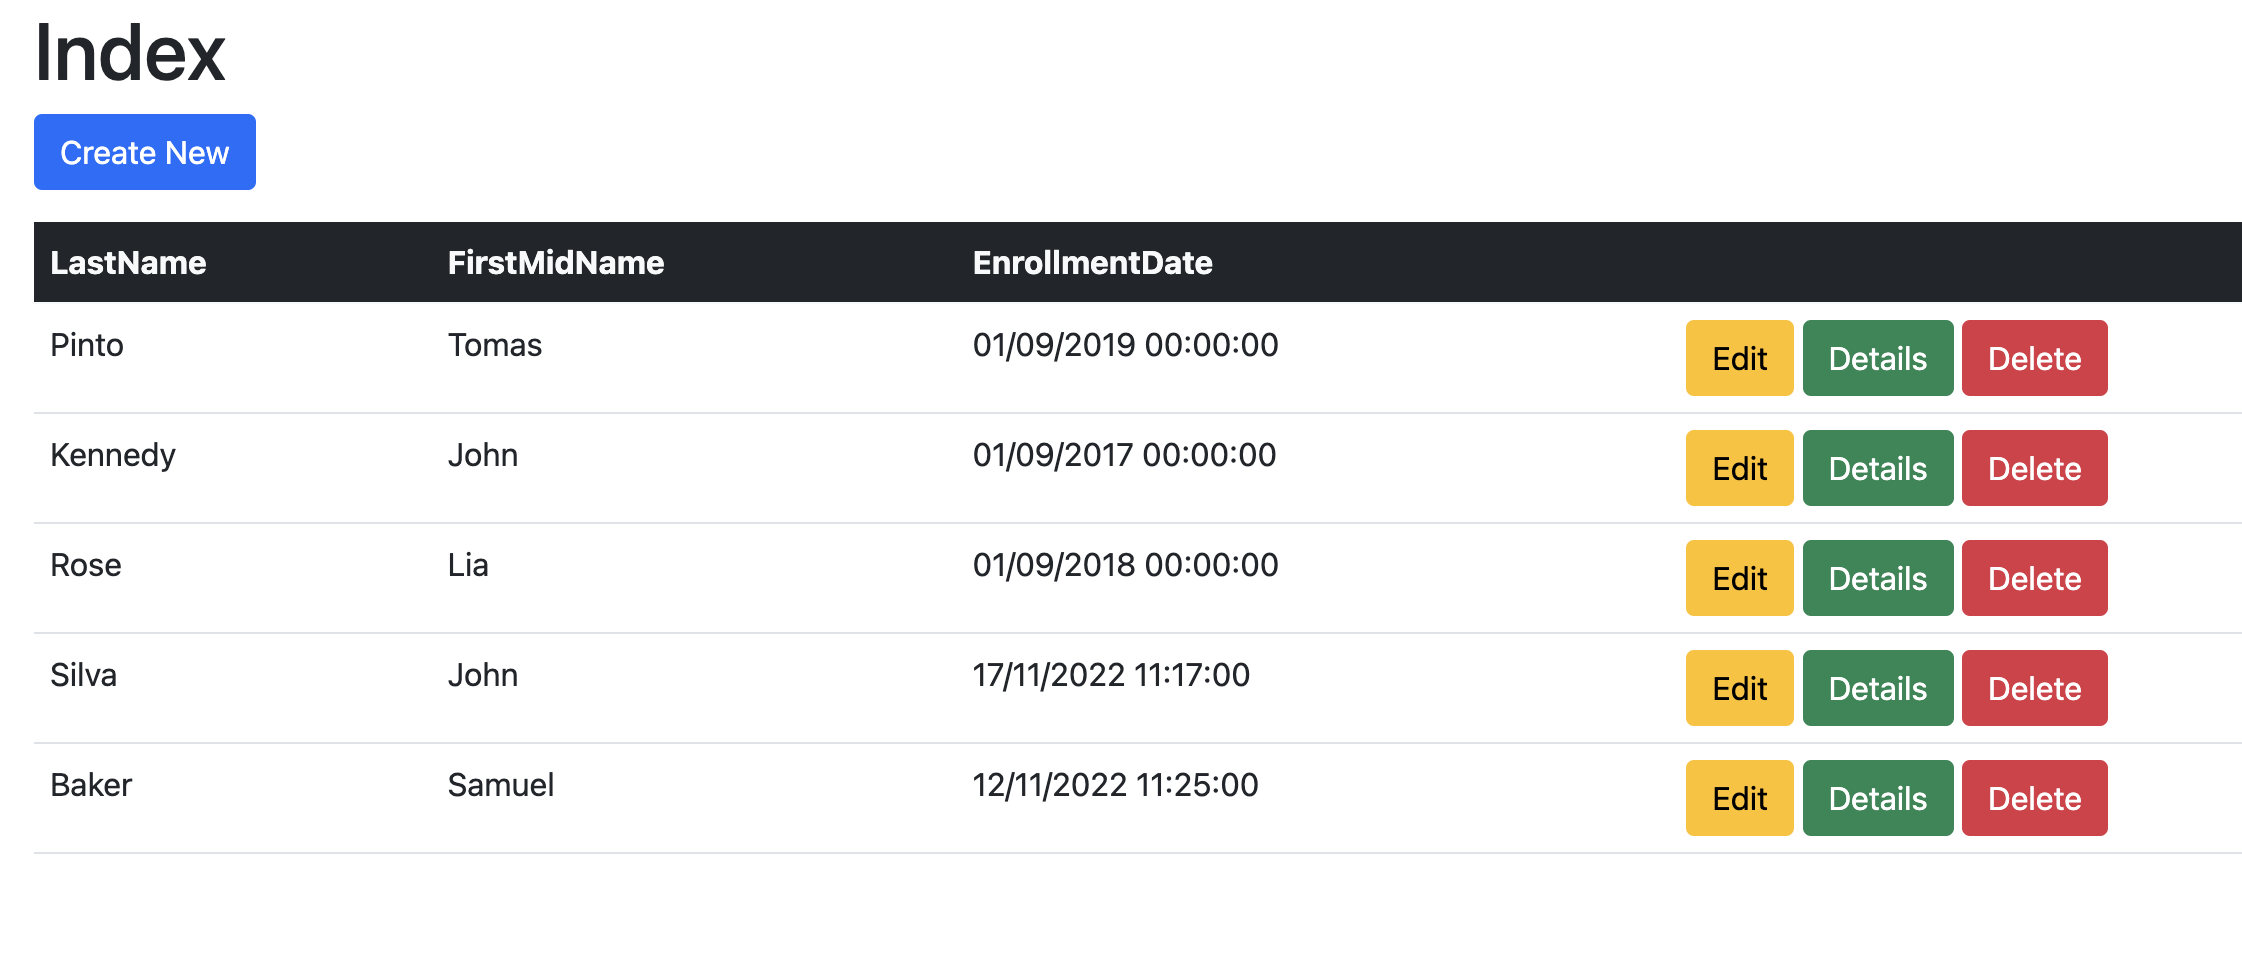 Index
Create New
LastName FirstMidName EnrollmentDate
Pinto Tomas 01/09/2019 00:00:00 Edit Details Delete
Kennedy John 01/09/2017 00:00:00 Edit Details Delete
Rose Lia 01/09/2018 00:00:00 Edit Details Delete
Silva John 17/11/2022 11:17:00 Edit Details Delete
Baker Samuel 12/11/2022 11:25:00 Edit Details Delete